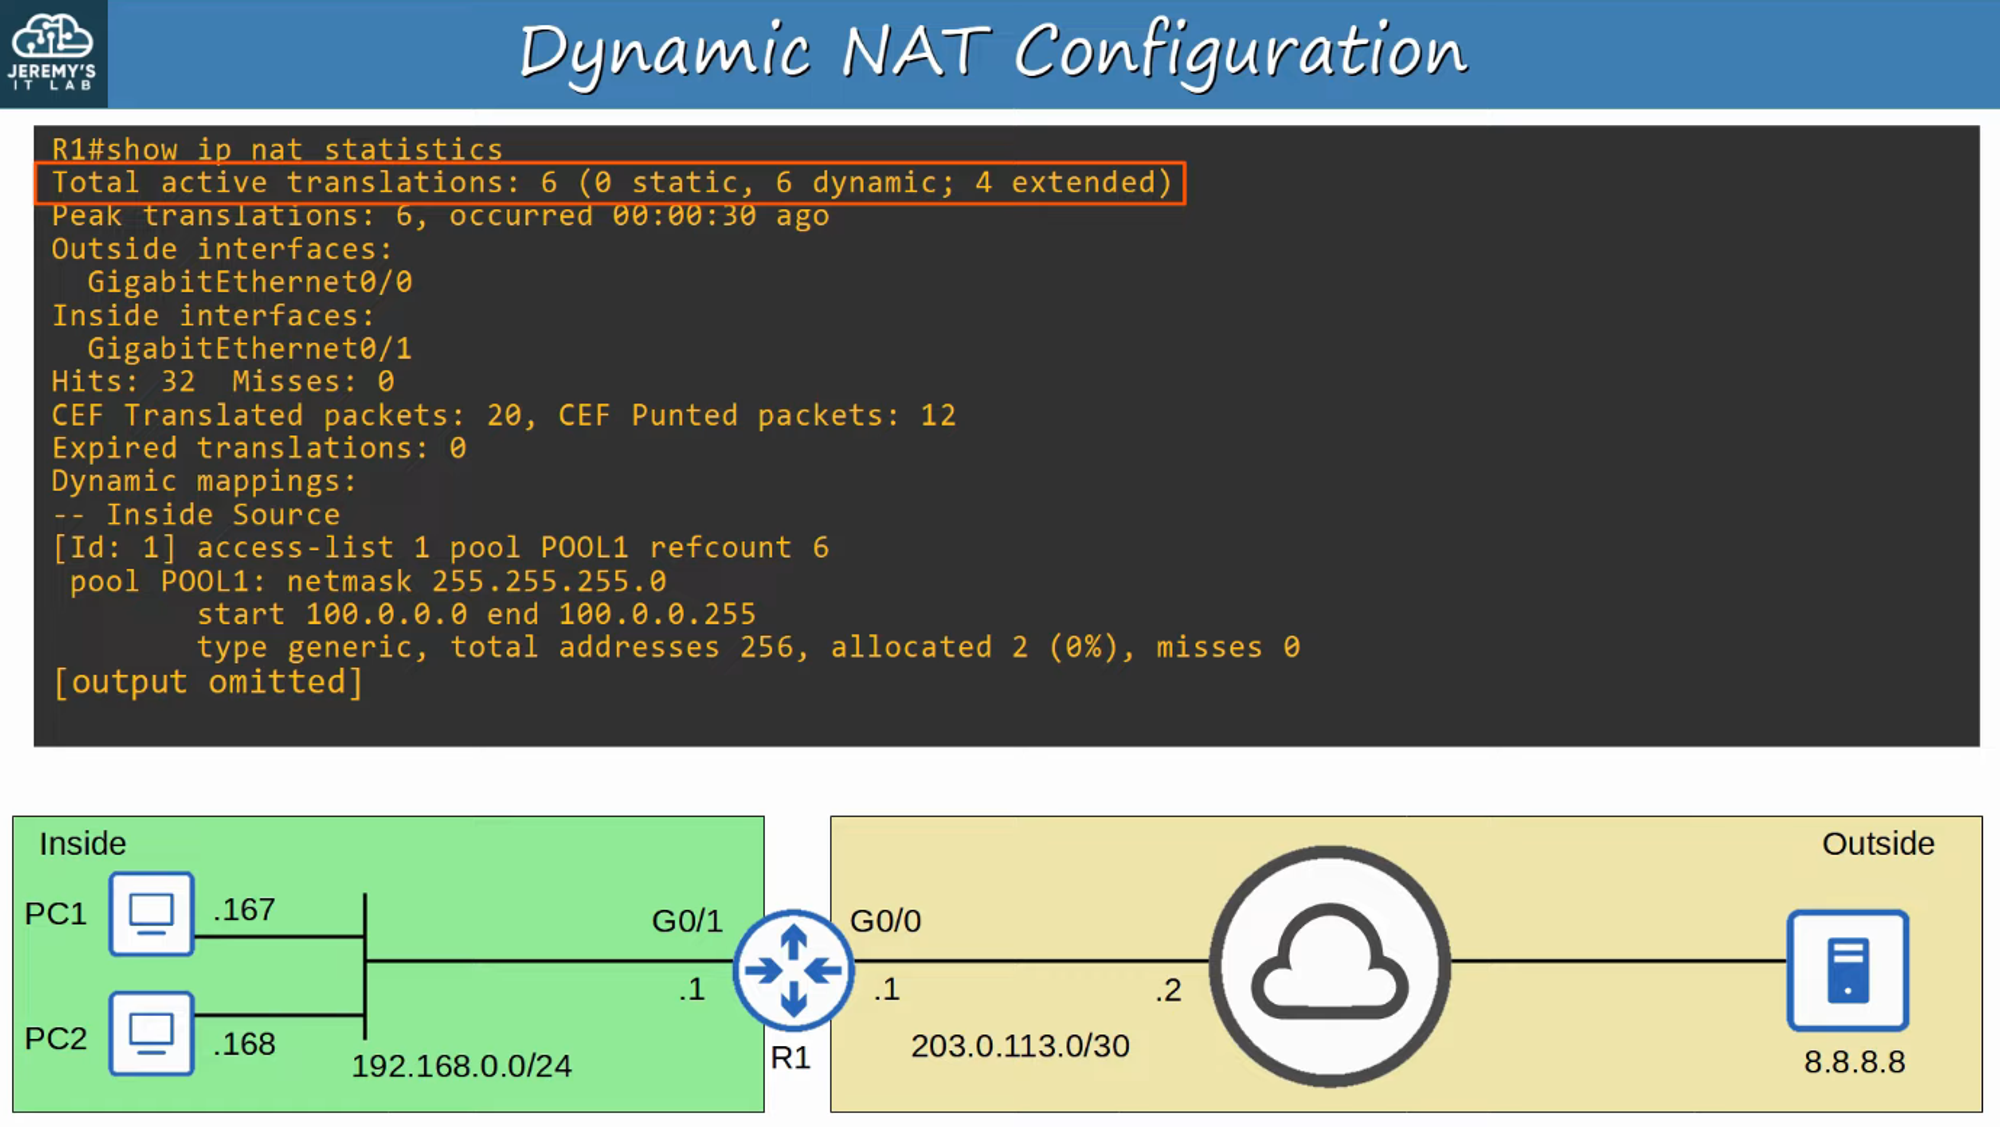 JEREMY'S
IT LAB
Dynamic NAT Configuration
R1#show ip nat statistics
Total active translations: 6 (0 static, 6 dynamic; 4 extended)
Peak translations: 6, occurred 00:00:30 ago
Outside interfaces:
  GigabitEthernet0/0
Inside interfaces:
  GigabitEthernet0/1
Hits: 32  Misses: 0
CEF Translated packets: 20, CEF Punted packets: 12
Expired translations: 0
Dynamic mappings:
-- Inside Source
[Id: 1] access-list 1 pool POOL1 refcount 6
 pool POOL1: netmask 255.255.255.0
        start 100.0.0.0 end 100.0.0.255
        type generic, total addresses 256, allocated 2 (0%), misses 0
[output omitted]
Inside
PC1
.167
PC2
.168
192.168.0.0/24
G0/1
.1
R1
Outside
G0/0
.1
.2
203.0.113.0/30
8.8.8.8